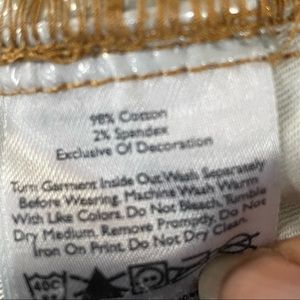 98% Cotton
2% Spandex
Exclusive Of Decoration
Turn Garment Inside Out. Wash Separately
Before Wearing. Machine Wash Warm
With Like Colors. Do Not Bleach. Tumble
Dry Medium. Remove Promptly. Do Not
Iron On Print. Do Not Dry
40C